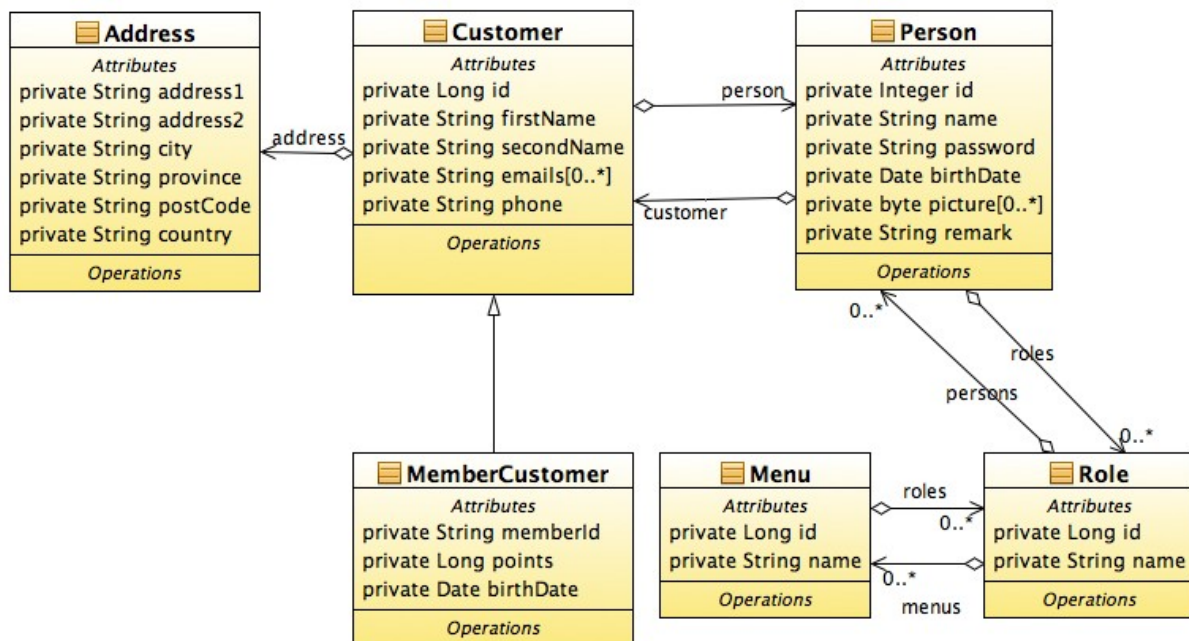 Address
Attributes
private String address1
private String address2
private String city
private String province
private String postCode
private String country
Operations
address
Customer
Attributes
private Long id
private String firstName
private String secondName
private String emails[0..*]
private String phone
Operations
person
customer
Person
Attributes
private Integer id
private String name
private String password
private Date birthDate
private byte picture[0..*]
private String remark
Operations
0..*
roles
persons
0..*
MemberCustomer
Attributes
private String memberId
private Long points
private Date birthDate
Operations
Menu
Attributes
private Long id
private String name
Operations
roles
0..*
0..*
menus
Role
Attributes
private Long id
private String name
Operations